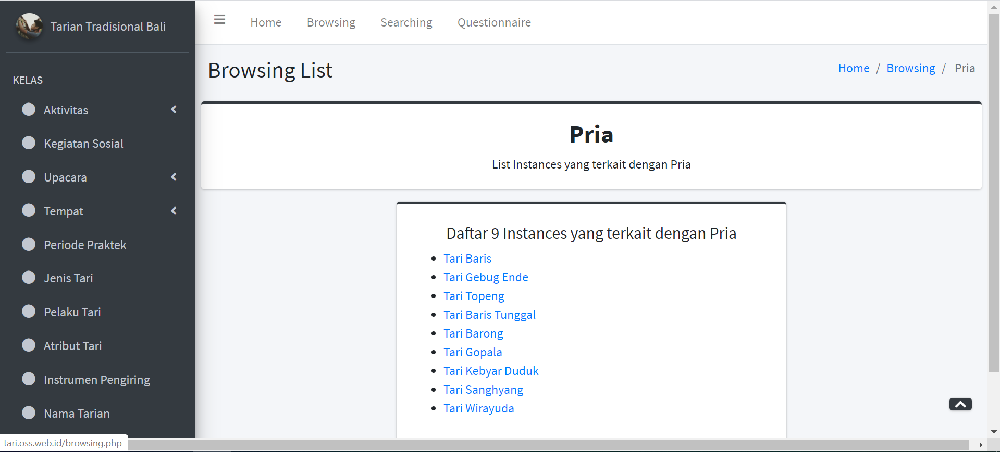 Tarian Tradisional Bali
Home
Browsing
Searching
Questionnaire
KELAS
Aktivitas
Kegiatan Sosial
Upacara
Tempat
Periode Praktek
Jenis Tari
Pelaku Tari
Atribut Tari
Instrumen Pengiring
Nama Tarian
Browsing List
Home / Browsing / Pria
Pria
List Instances yang terkait dengan Pria
Daftar 9 Instances yang terkait dengan Pria
Tari Baris
Tari Gebug Ende
Tari Topeng
Tari Baris Tunggal
Tari Barong
Tari Gopala
Tari Kebyar Duduk
Tari Sanghyang
Tari Wirayuda
tari.oss.web.id/browsing.php